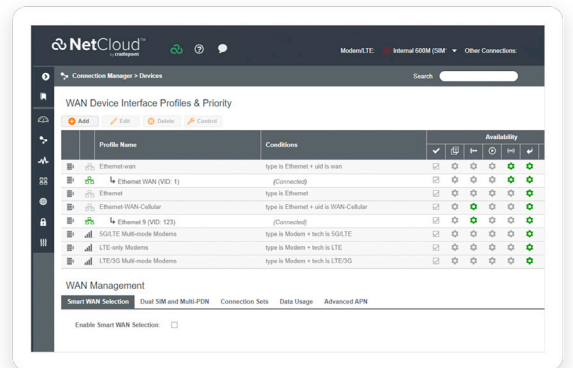 NetCloud™
by cradlepoint
Modem/LTE: Internal 600M (SIM1 Other Connections:
Connection Manager > Devices
Search
WAN Device Interface Profiles & Priority
Add Edit Delete Control
Profile Name Conditions Availability
Ethernet-wan type is Ethernet + uid is wan
Ethernet WAN (VID: 1) (Connected)
Ethernet type is Ethernet
Ethernet-WAN-Cellular type is Ethernet + uid is WAN-Cellular
Ethernet 9 (VID: 123) (Connected)
5G/LTE Multi-mode Modems type is Modem + tech is 5G/LTE
LTE-only Modems type is Modem + tech is LTE
LTE/3G Multi-mode Modems type is Modem + tech is LTE/3G
WAN Management
Smart WAN Selection Dual SIM and Multi-PDN Connection Sets Data Usage Advanced APN
Enable Smart WAN Selection: